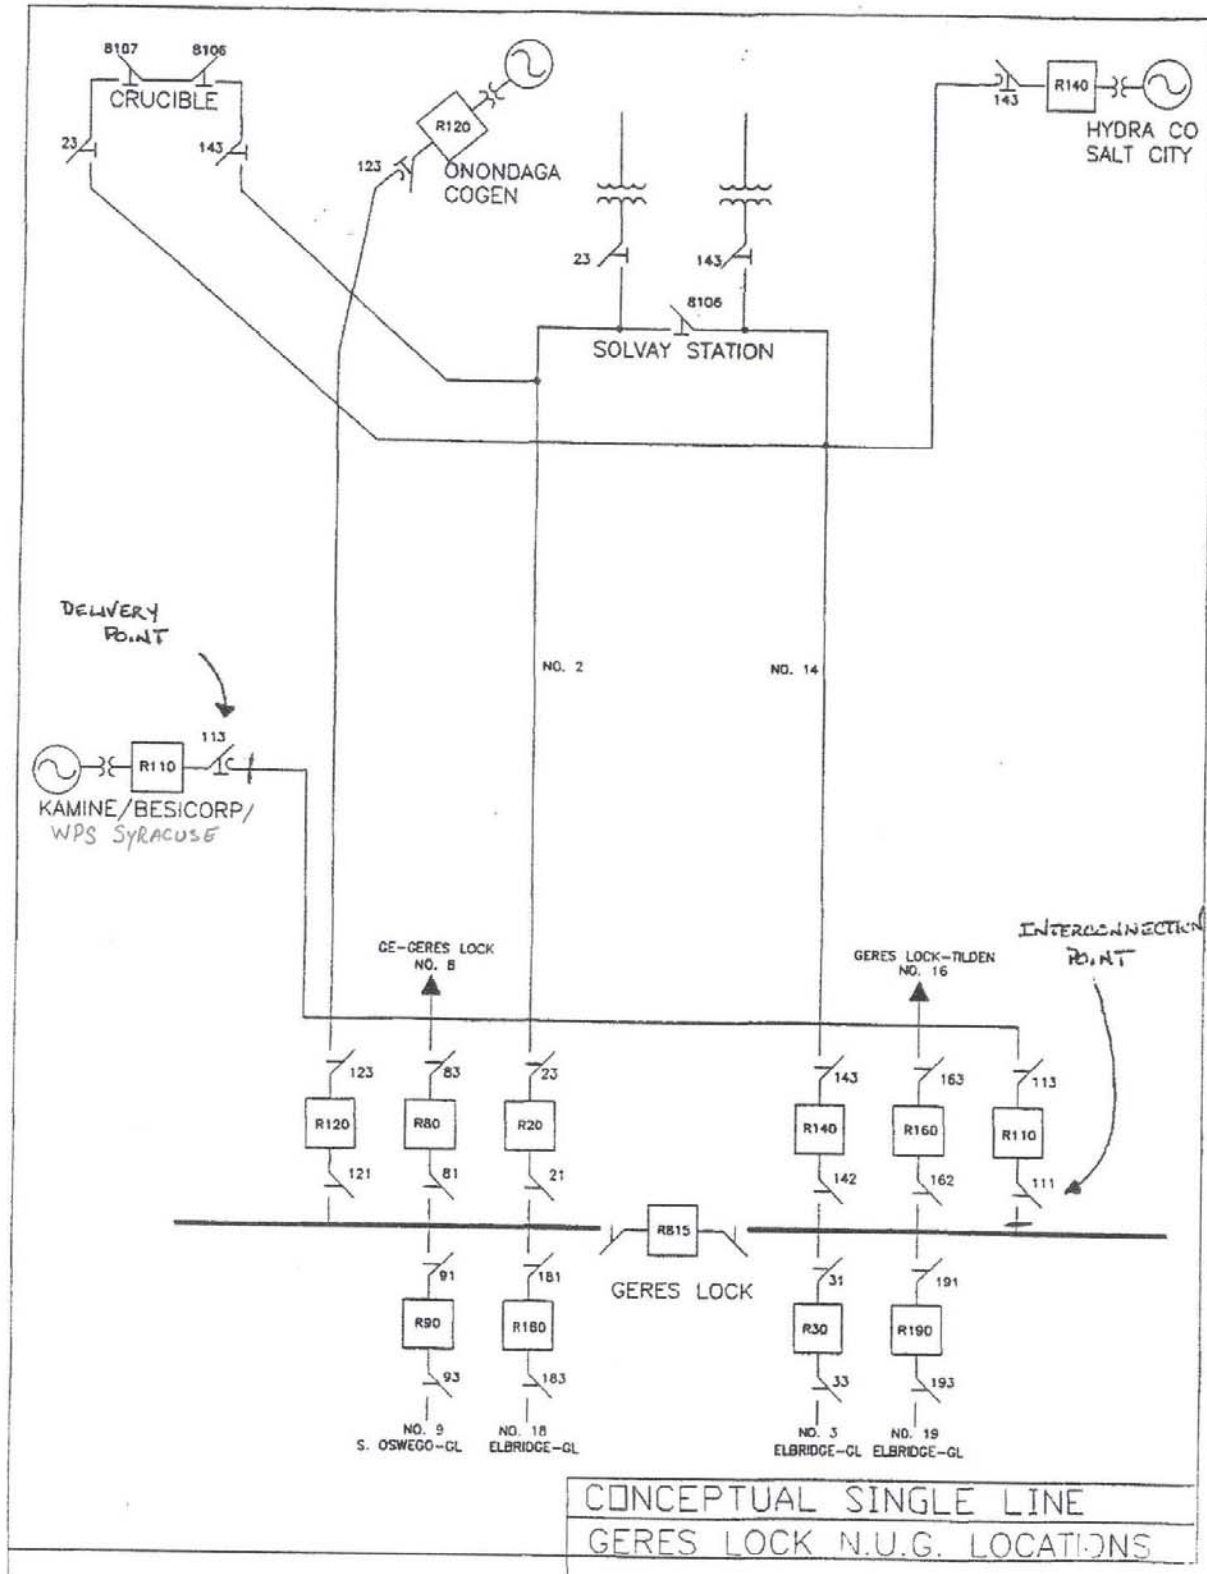 8107
8106
CRUCIBLE
23
143
R120
123
ONONDAGA
COGEN
143
R140
HYDRA CO
SALT CITY
23
143
8106
SOLVAY STATION
DELIVERY
POINT
NO. 2
NO. 14
113
R110
KAMINE/BESICORP/
WPS SYRACUSE
INTERCONNECTION
POINT
GE-GERES LOCK
NO. 8
GERES LOCK-TILDEN
NO. 16
123
83
23
143
163
113
R120
R80
R20
R140
R160
R110
121
81
21
142
162
111
R815
GERES LOCK
91
181
31
191
R90
R180
R30
R190
93
183
33
193
NO. 9
S. OSWEGO-GL
NO. 18
ELBRIDGE-GL
NO. 3
ELBRIDGE-GL
NO. 19
ELBRIDGE-GL
CONCEPTUAL SINGLE LINE
GERES LOCK N.U.G. LOCATIONS